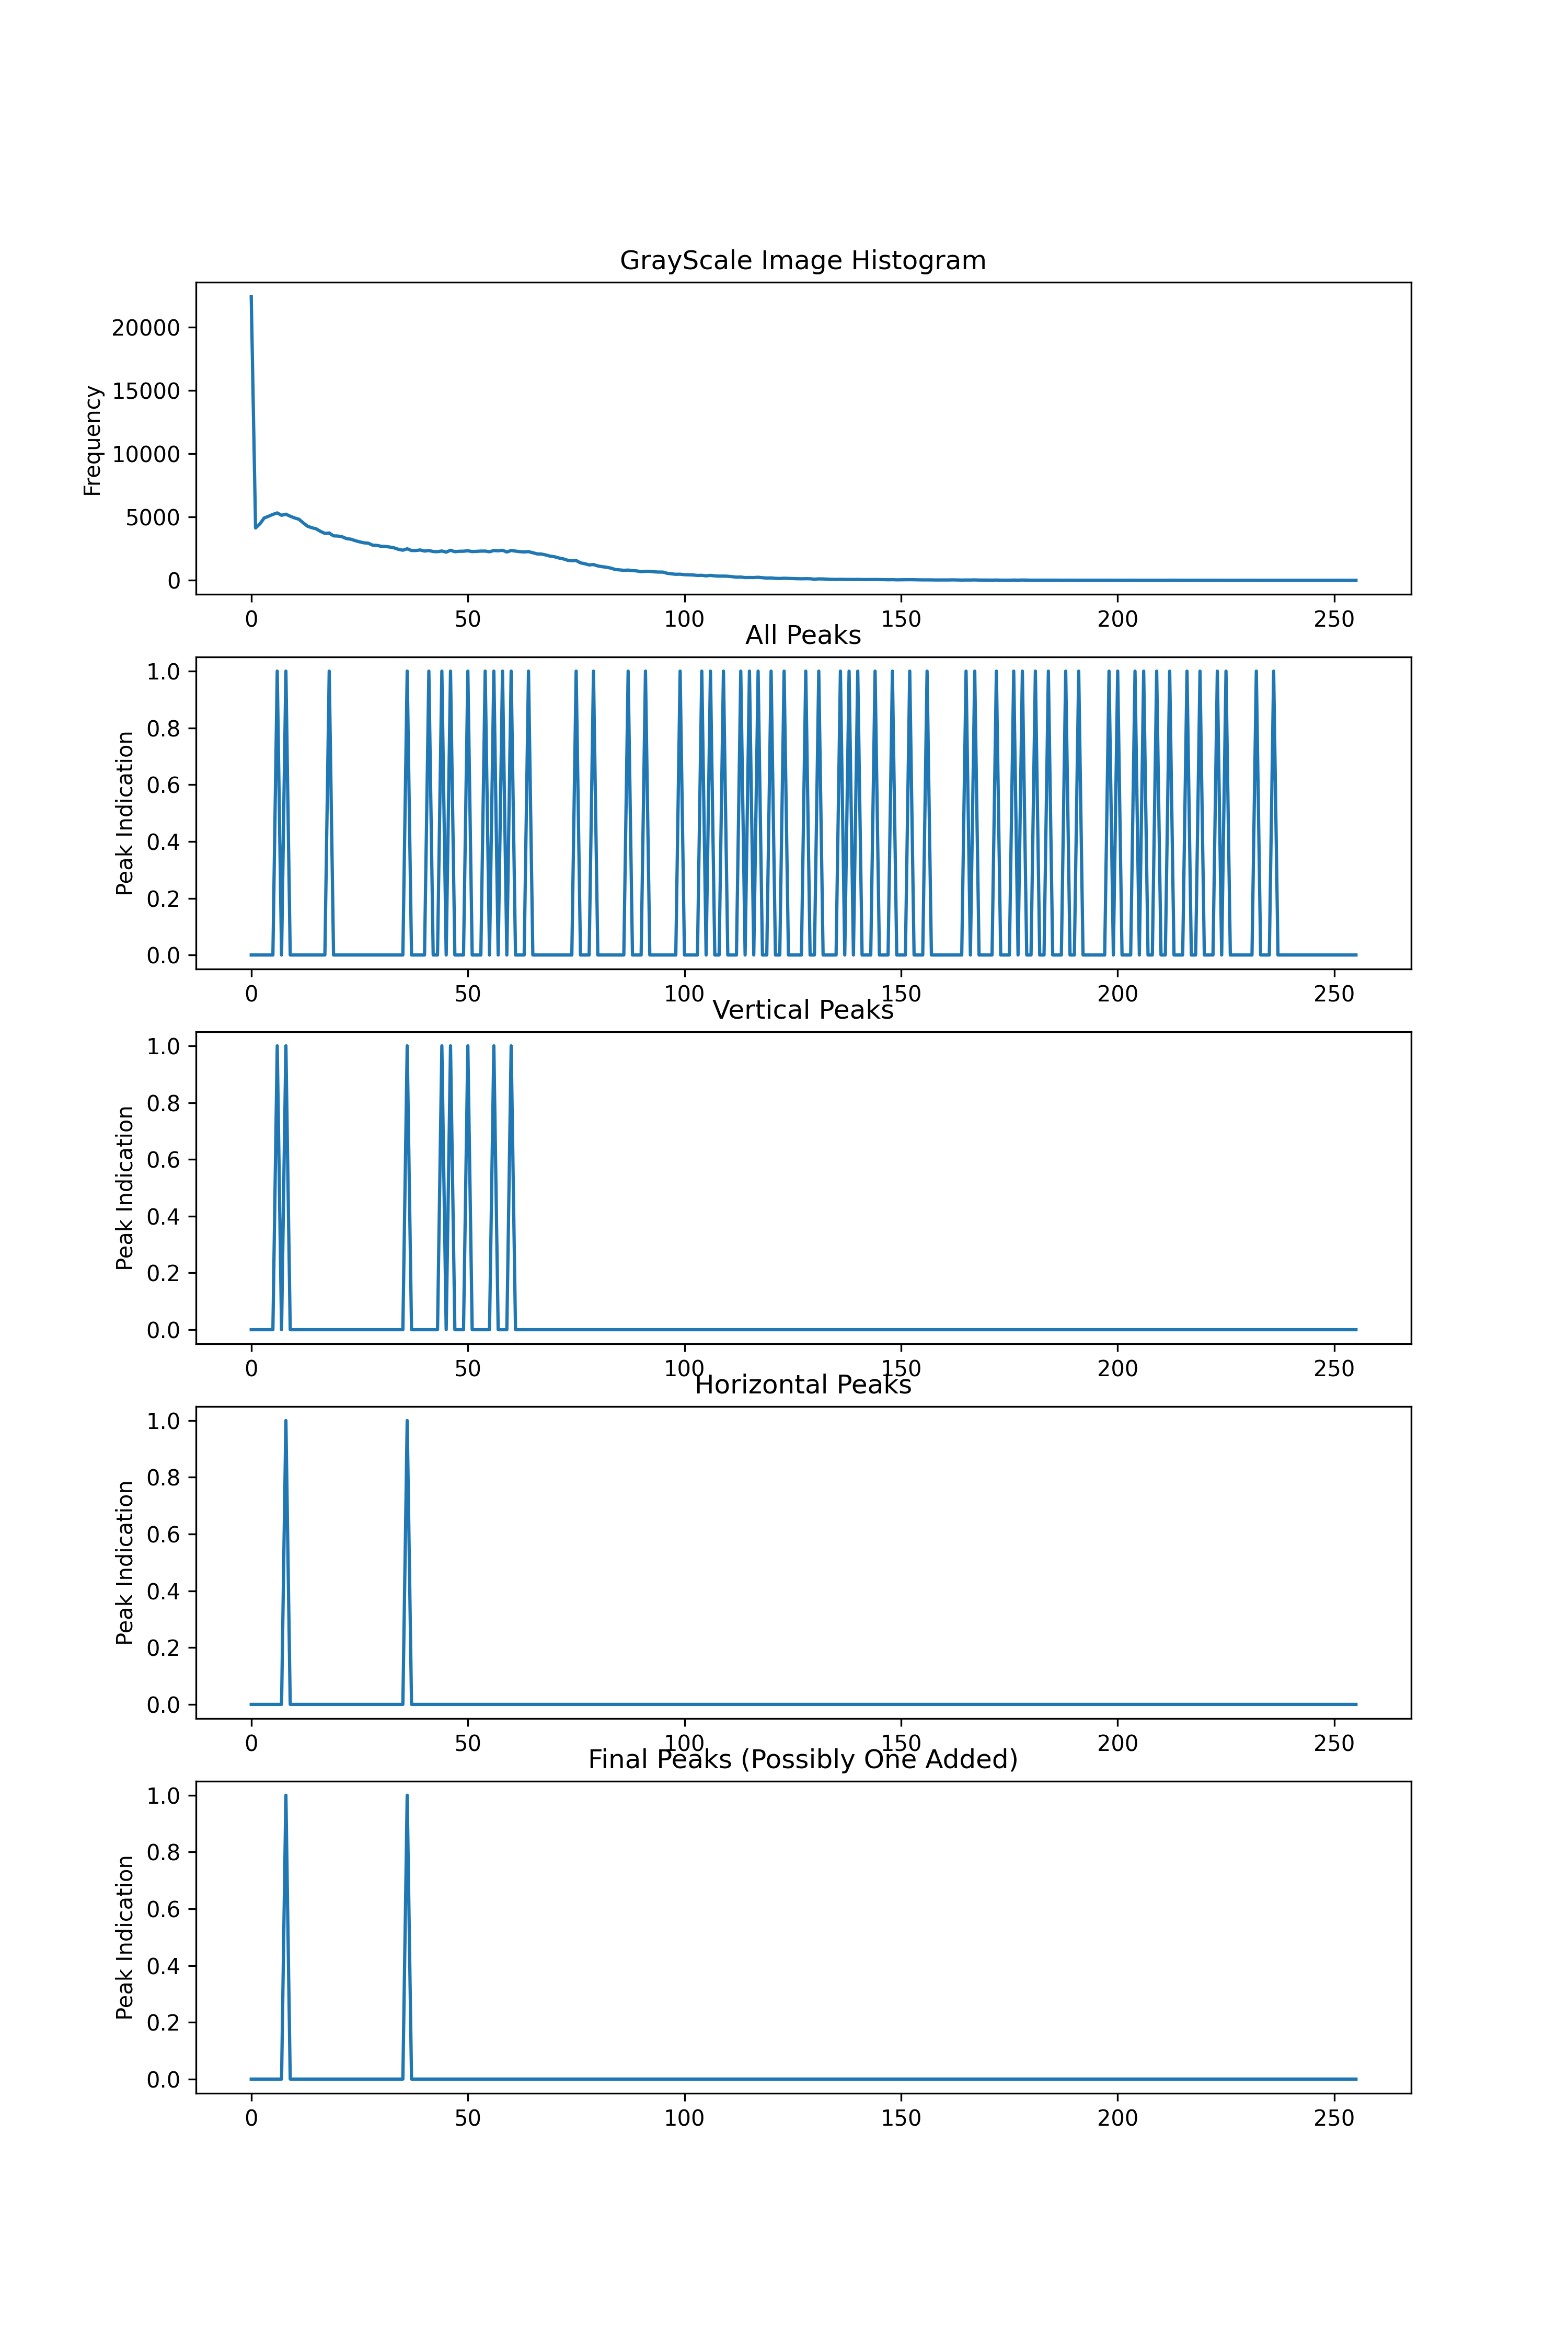 GrayScale Image Histogram
Frequency
20000
15000
10000
5000
0
0 50 100 150 200 250
All Peaks
Peak Indication
1.0
0.8
0.6
0.4
0.2
0.0
0 50 100 150 200 250
Vertical Peaks
Peak Indication
1.0
0.8
0.6
0.4
0.2
0.0
0 50 100 150 200 250
Horizontal Peaks
Peak Indication
1.0
0.8
0.6
0.4
0.2
0.0
0 50 100 150 200 250
Final Peaks (Possibly One Added)
Peak Indication
1.0
0.8
0.6
0.4
0.2
0.0
0 50 100 150 200 250